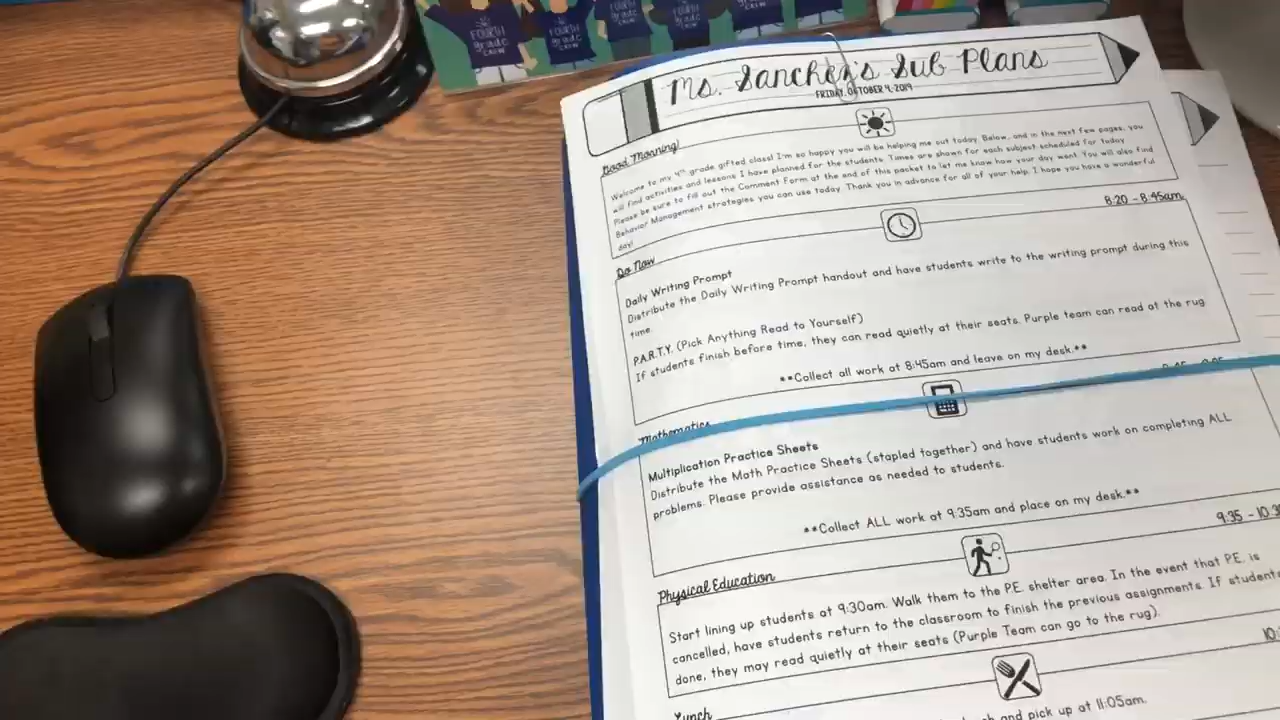 FOURTH
grade
CREW
FOURTH
grade
CREW
FOURTH
grade
CREW
grade
CREW
Ms. Sanchez's Sub Plans
FRIDAY, OCTOBER 4, 2019
Good Morning!
Welcome to my 4th grade gifted class! I'm so happy you will be helping me out today. Below, and in the next few pages, you
will find activities and lessons I have planned for the students. Times are shown for each subject scheduled for today.
Please be sure to fill out the Comment Form at the end of this packet to let me know how your day went. You will also find
Behavior Management strategies you can use today. Thank you in advance for all of your help. I hope you have a wonderful
day!
8:20 - 8:45am
Do Now
Daily Writing Prompt
Distribute the Daily Writing Prompt handout and have students write to the writing prompt during this
time.
P.A.R.T.Y. (Pick Anything Read to Yourself)
If students finish before time, they can read quietly at their seats. Purple team can read at the rug.
**Collect all work at 8:45am and leave on my desk.**
Mathematics
Multiplication Practice Sheets
Distribute the Math Practice Sheets (stapled together) and have students work on completing ALL
problems. Please provide assistance as needed to students.
**Collect ALL work at 9:35am and place on my desk.**
9:35 -
Physical Education
Start lining up students at 9:30am. Walk them to the P.E. shelter area. In the event that P.E. is
cancelled, have students return to the classroom to finish the previous assignments. If students
done, they may read quietly at their seats (Purple Team can go to the rug).
Lunch
and pick up at 11:05am.